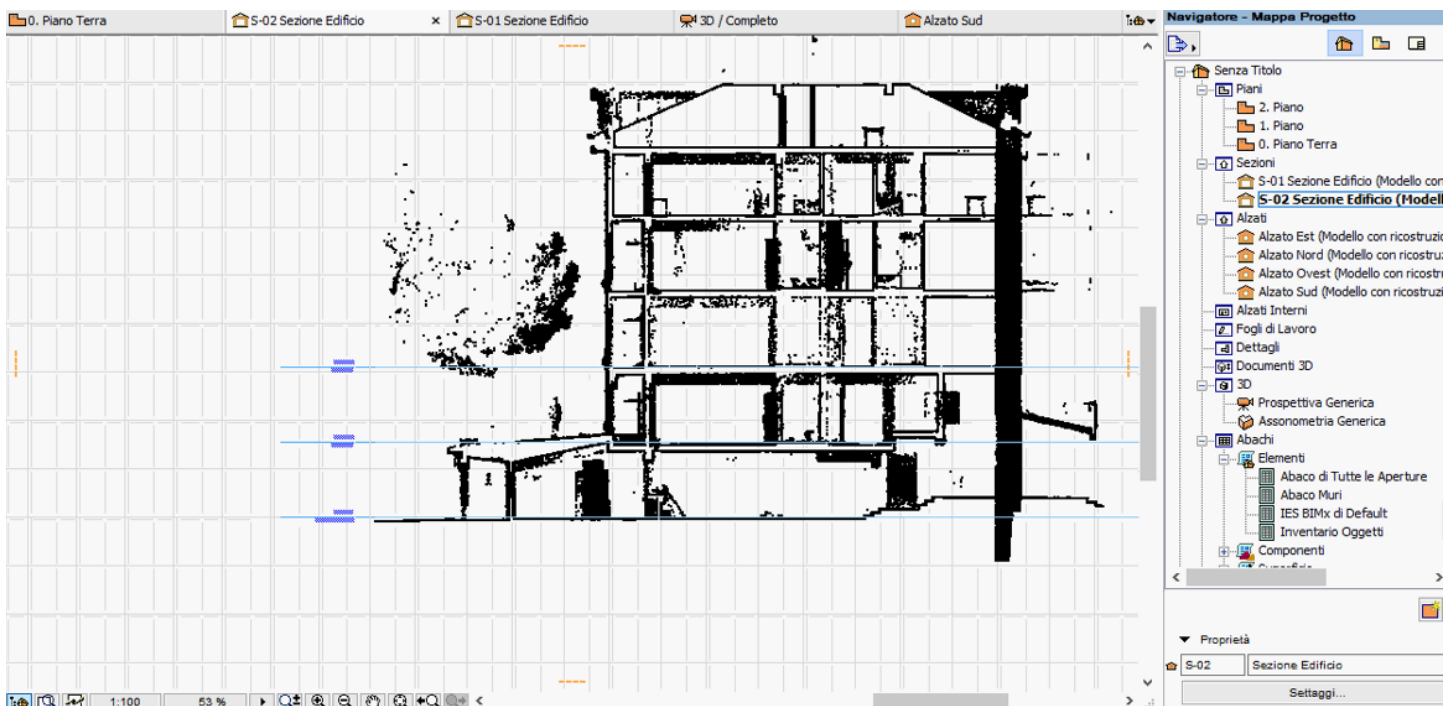 0. Piano Terra
S-02 Sezione Edificio
S-01 Sezione Edificio
3D / Completo
Alzato Sud
Navigatore - Mappa Progetto
Senza Titolo
Piani
2. Piano
1. Piano
0. Piano Terra
Sezioni
S-01 Sezione Edificio (Modello con
S-02 Sezione Edificio (Modell
Alzati
Alzato Est (Modello con ricostruzio
Alzato Nord (Modello con ricostru
Alzato Ovest (Modello con ricostr
Alzato Sud (Modello con ricostruzi
Alzati Interni
Fogli di Lavoro
Dettagli
Documenti 3D
3D
Prospettiva Generica
Assonometria Generica
Abachi
Elementi
Abaco di Tutte le Aperture
Abaco Muri
IES BIMx di Default
Inventario Oggetti
Componenti
Proprietà
S-02
Sezione Edificio
Settaggi...
1:100
53 %